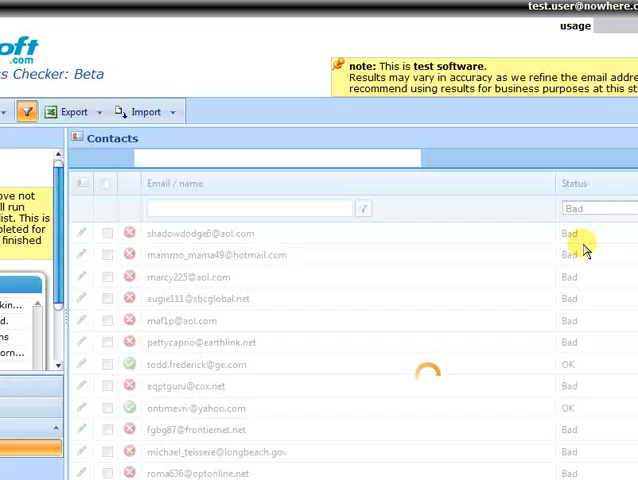 test.user@nowhere.c
usage
oft
.com
s Checker: Beta
note: This is test software.
Results may vary in accuracy as we refine the email addre
recommend using results for business purposes at this st
Export Import
Contacts
ove not
ll run
list. This is
pleted for
finished
kin...
d.
ns
orn...
Email / name Status
Bad
shadowdodge6@aol.com Bad
mammo_mama49@hotmail.com Bad
marcy225@aol.com Bad
augie111@sbcglobal.net Bad
maf1p@aol.com Bad
pattycaprio@earthlink.net Bad
todd.frederick@ge.com OK
eqptguru@cox.net Bad
ontimevnv@yahoo.com OK
fgbg87@frontiernet.net Bad
michael_teissere@longbeach.gov Bad
roma636@optonline.net Bad